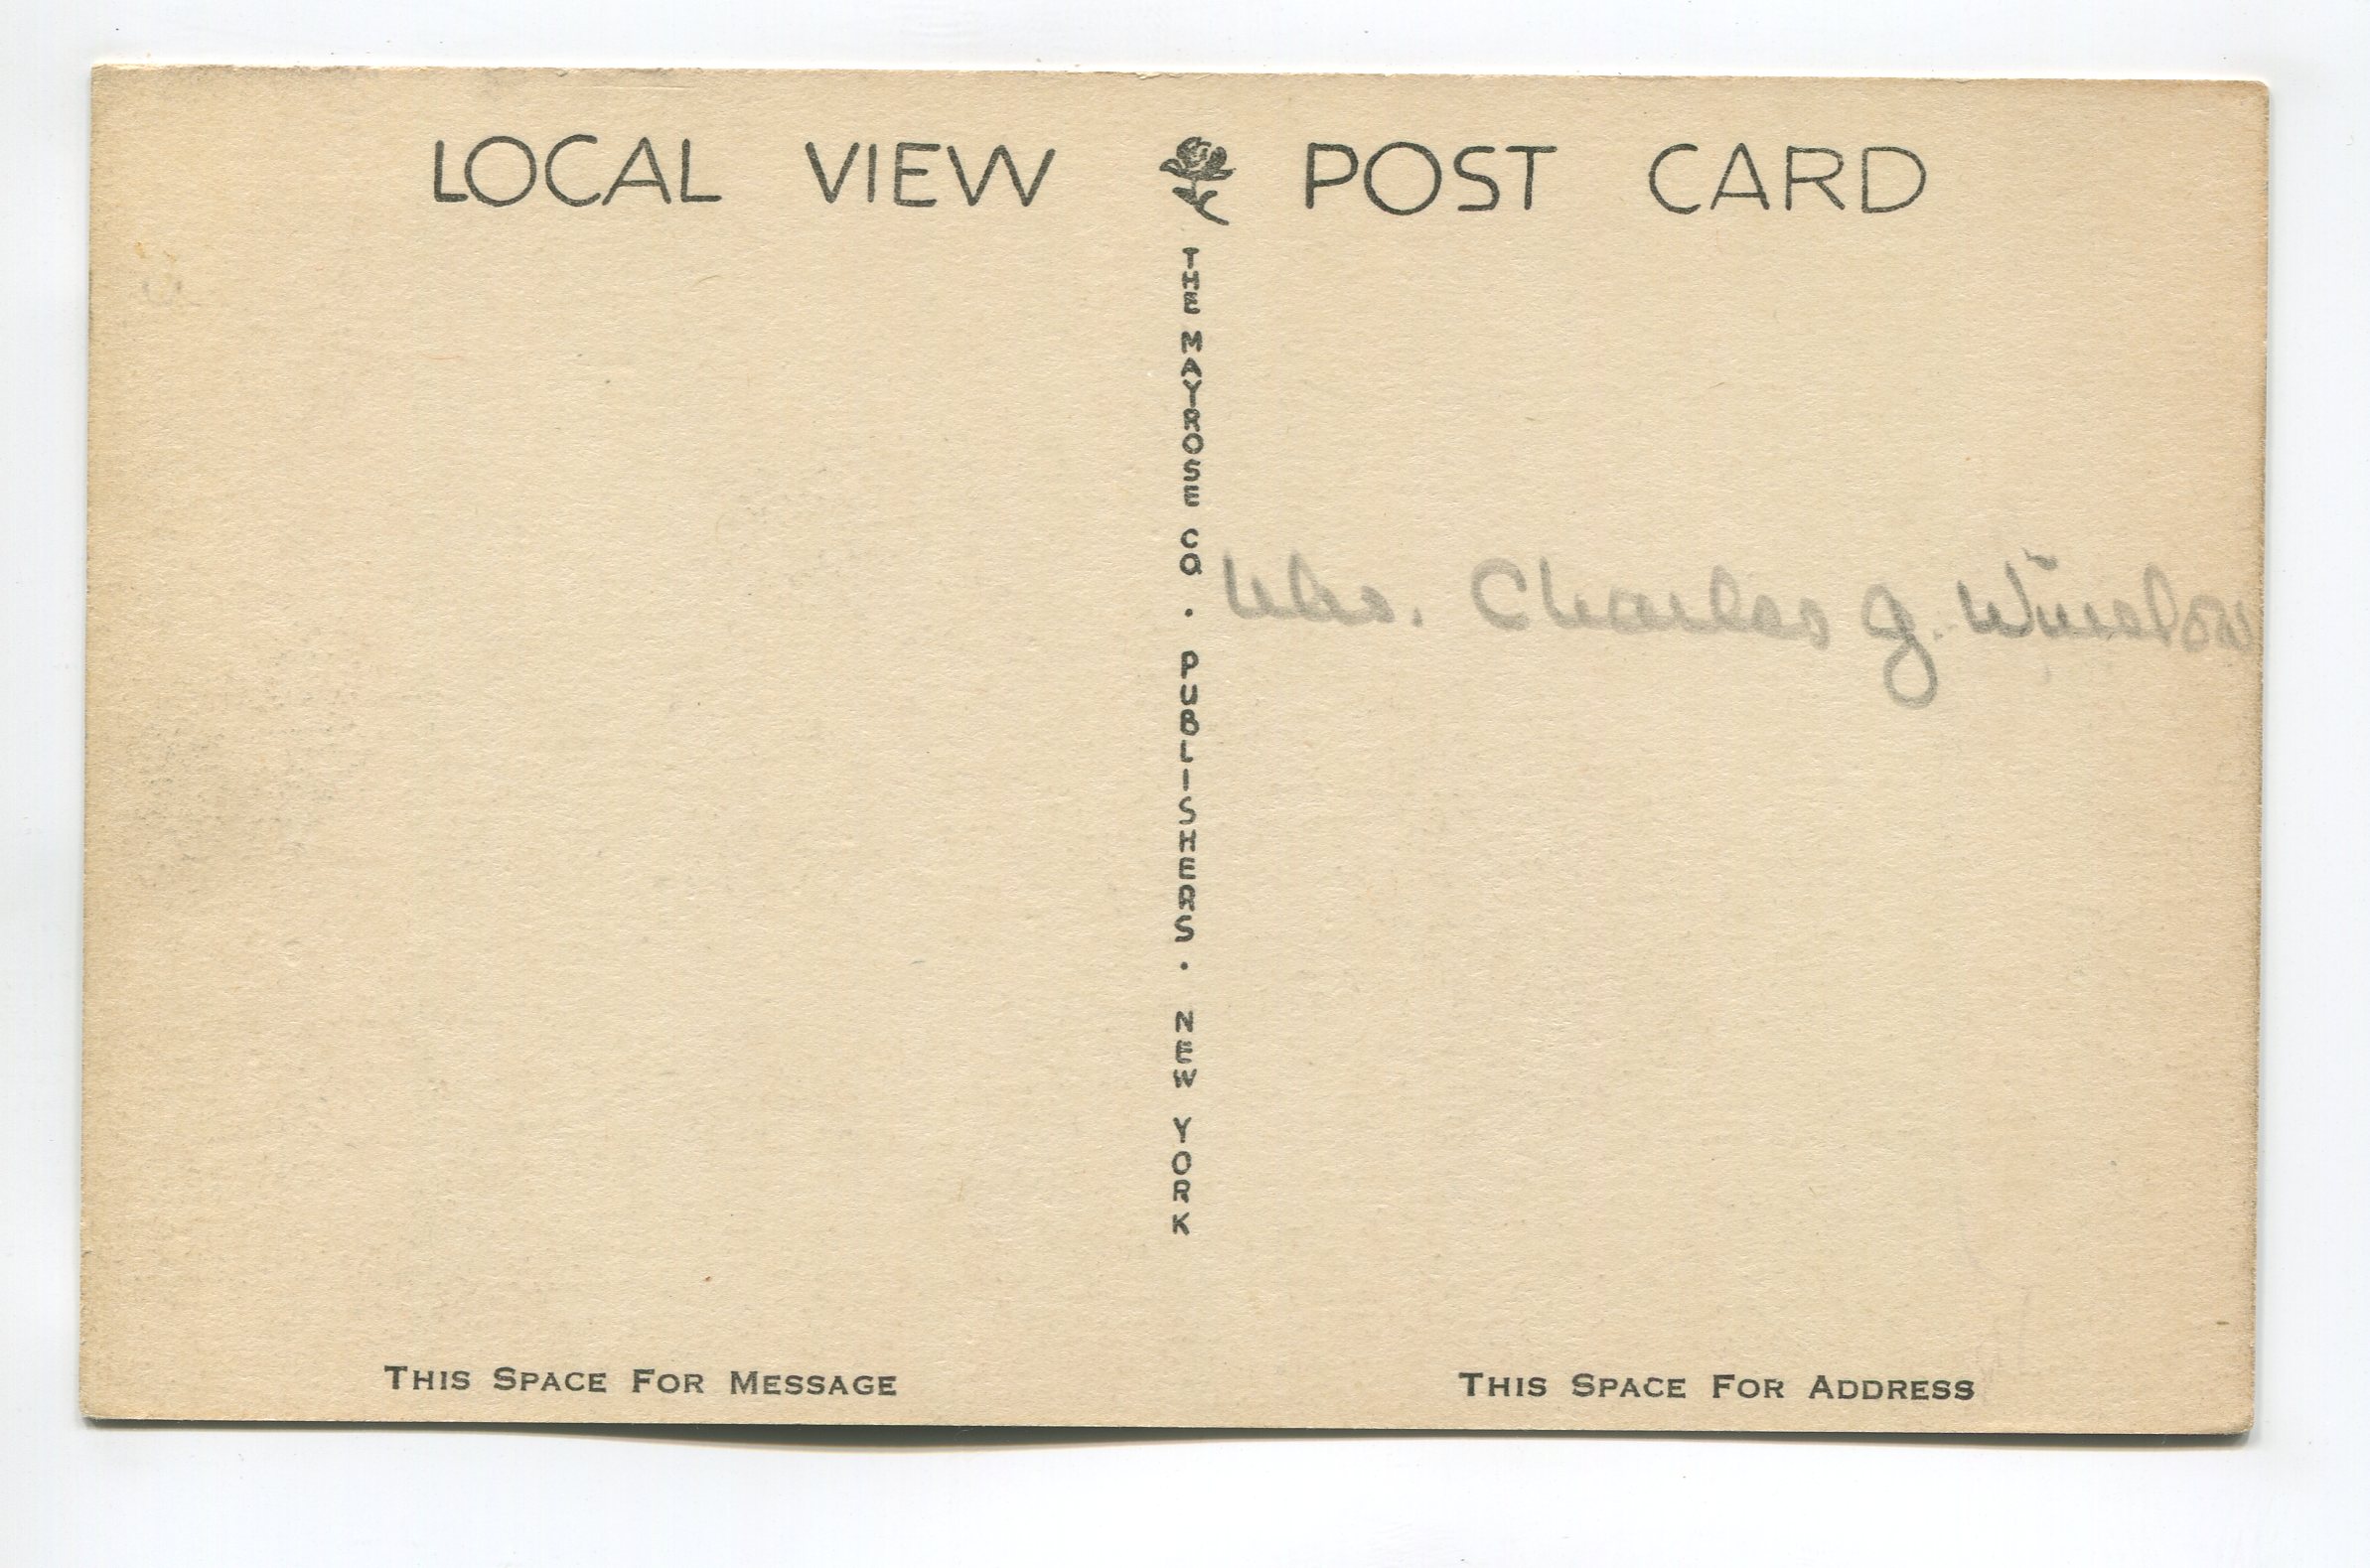 LOCAL VIEW POST CARD
THE MAYROSE CO. · PUBLISHERS · NEW YORK
Mrs. Charles J. Winslow
THIS SPACE FOR MESSAGE
THIS SPACE FOR ADDRESS